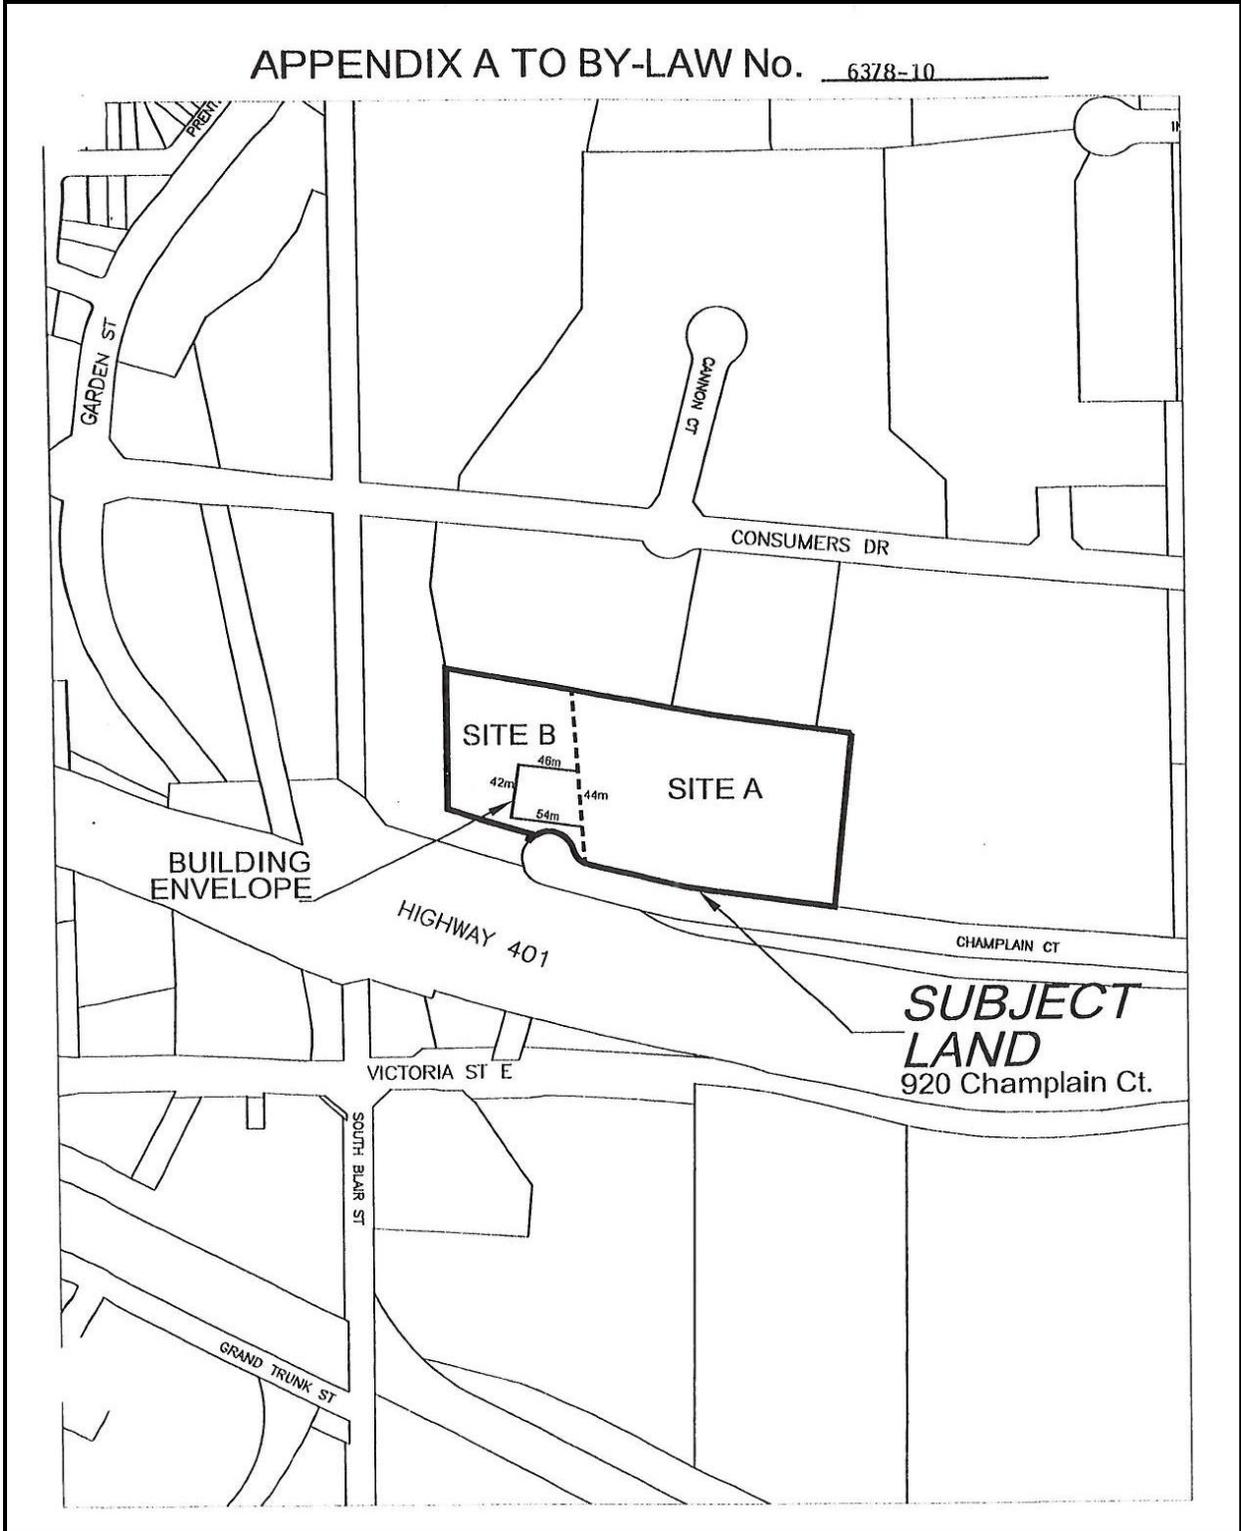 APPENDIX A TO BY-LAW No. 6378-10
GARDEN ST
CANNON CT
CONSUMERS DR
SITE B
46m
42m
44m
54m
SITE A
BUILDING
ENVELOPE
HIGHWAY 401
CHAMPLAIN CT
SUBJECT
LAND
920 Champlain Ct.
VICTORIA ST E
SOUTH BLAIR ST
GRAND TRUNK ST